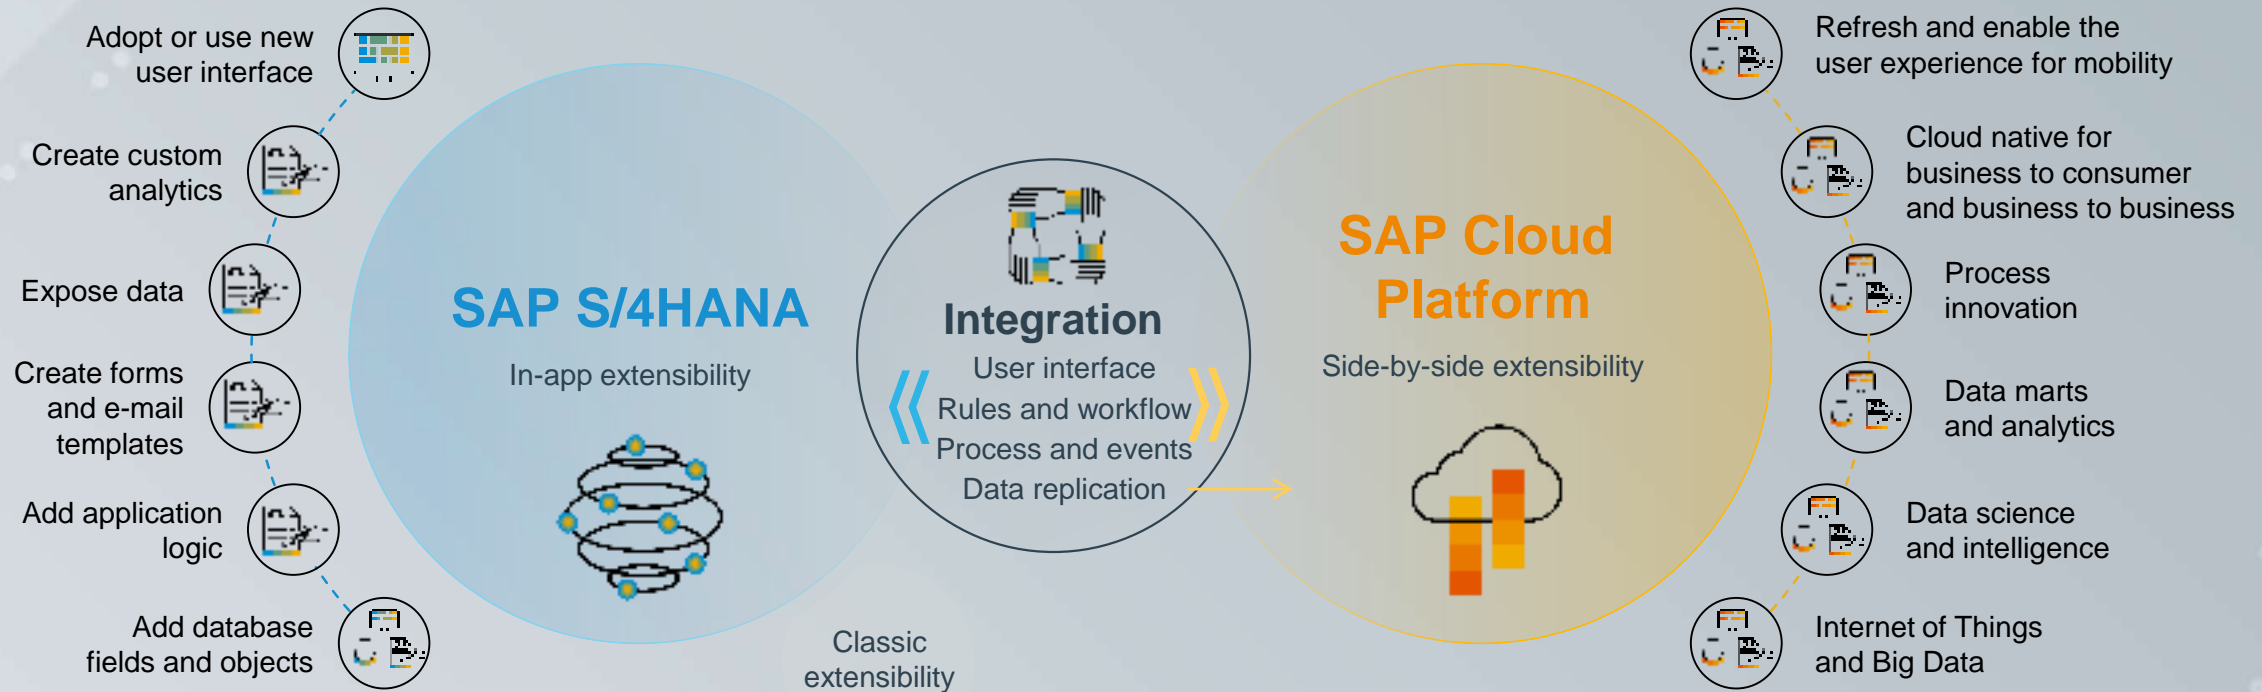 Adopt or use new
user interface
Create custom
analytics
Expose data
Create forms
and e-mail
templates
Add application
logic
Add database
fields and objects
SAP S/4HANA
In-app extensibility
Classic
extensibility
Integration
User interface
Rules and workflow
Process and events
Data replication
SAP Cloud
Platform
Side-by-side extensibility
Refresh and enable the
user experience for mobility
Cloud native for
business to consumer
and business to business
Process
innovation
Data marts
and analytics
Data science
and intelligence
Internet of Things
and Big Data